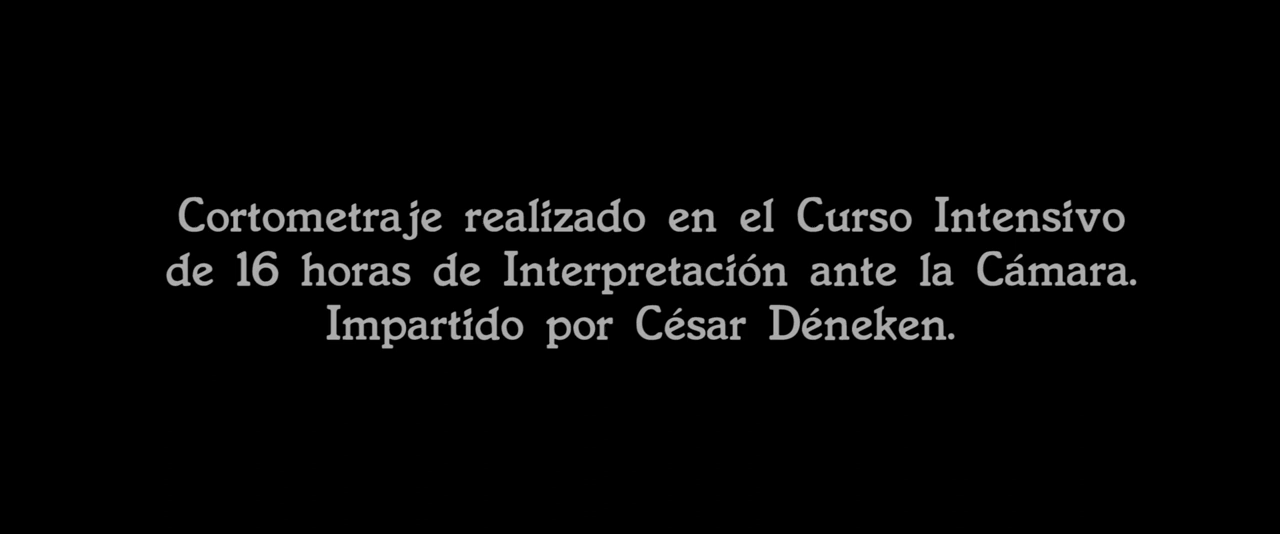 Cortometraje realizado en el Curso Intensivo
de 16 horas de Interpretación ante la Cámara.
Impartido por César Déneken.